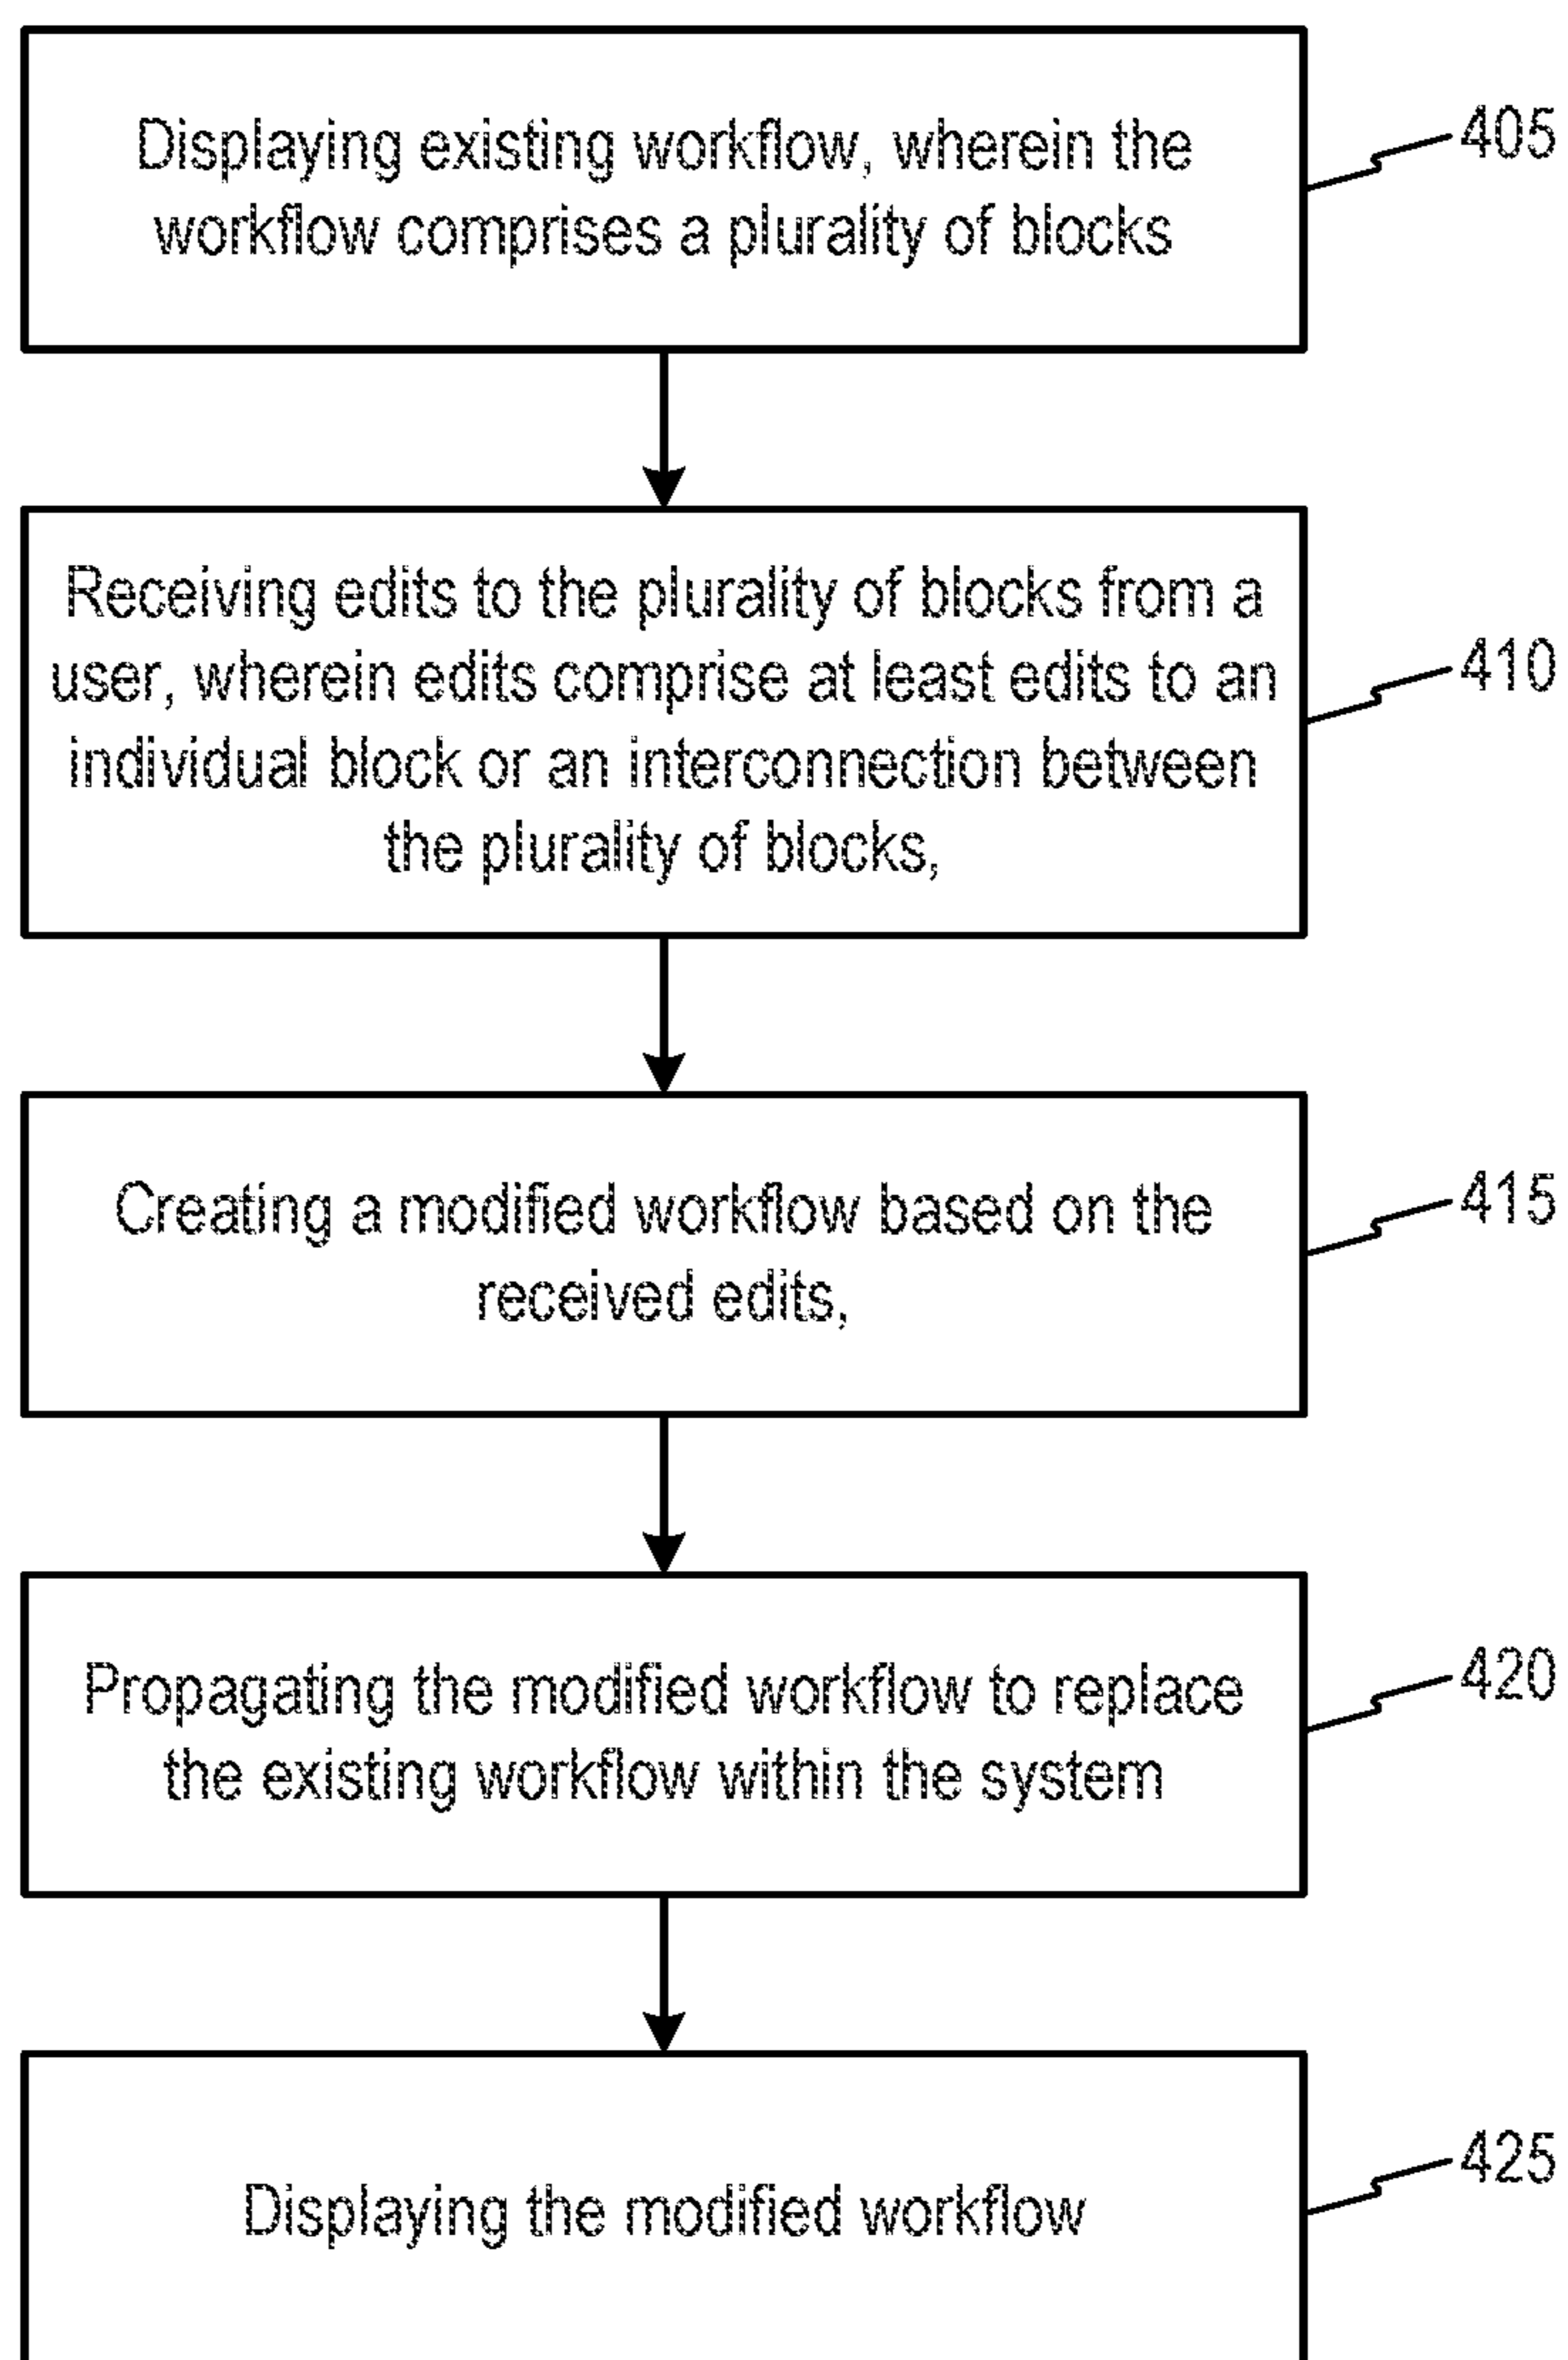 Displaying existing workflow, wherein the
workflow comprises a plurality of blocks
405
Receiving edits to the plurality of blocks from a
user, wherein edits comprise at least edits to an
individual block or an interconnection between
the plurality of blocks,
410
Creating a modified workflow based on the
received edits,
415
Propagating the modified workflow to replace
the existing workflow within the system
420
Displaying the modified workflow
425